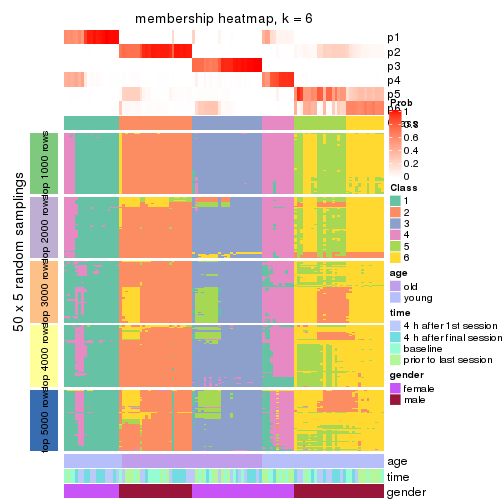 membership heatmap, k = 6
p1
p2
p3
p4
p5
p6
Prob
1
0.8
0.6
0.4
0.2
0
Class
1
2
3
4
5
6
age
old
young
time
4 h after 1st session
4 h after final session
baseline
prior to last session
gender
female
male
50 x 5 random samplings
top 1000 rows
top 2000 rows
top 3000 rows
top 4000 rows
top 5000 rows
age
time
gender